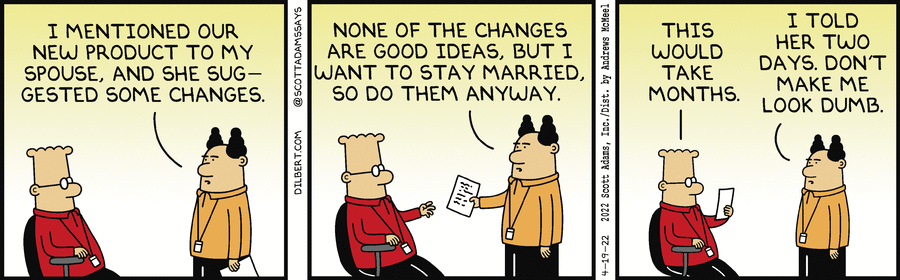 I MENTIONED OUR
NEW PRODUCT TO MY
SPOUSE, AND SHE SUG-
GESTED SOME CHANGES.
DILBERT.COM @SCOTTADAMSSAYS
NONE OF THE CHANGES
ARE GOOD IDEAS, BUT I
WANT TO STAY MARRIED,
SO DO THEM ANYWAY.
4-19-22 2022 Scott Adams, Inc./Dist. by Andrews McMeel
THIS
WOULD
TAKE
MONTHS.
I TOLD
HER TWO
DAYS. DON'T
MAKE ME
LOOK DUMB.